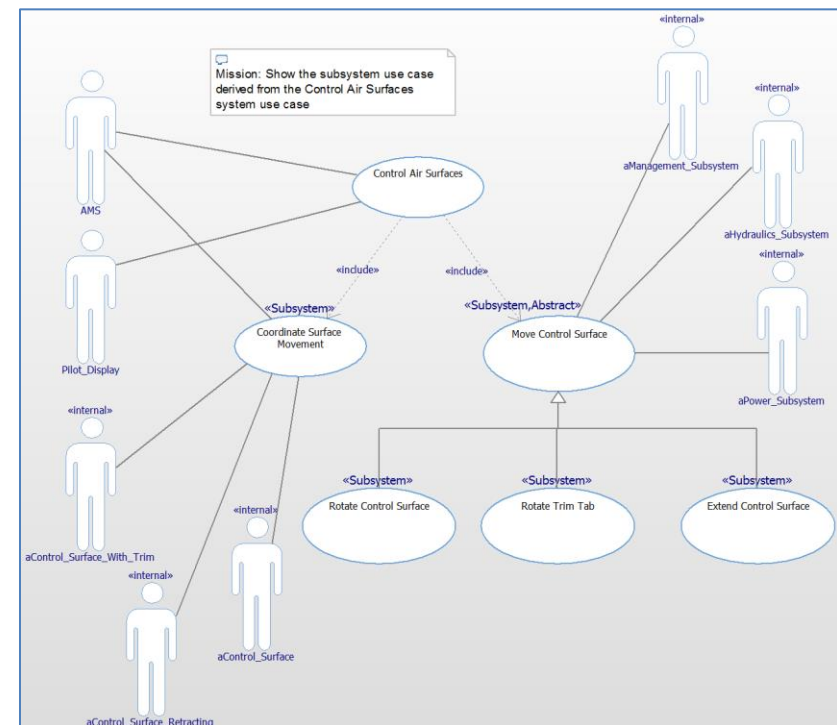 «internal»
Mission: Show the subsystem use case
derived from the Control Air Surfaces
system use case
«internal»
aManagement_Subsystem
Control Air Surfaces
AMS
aHydraulics_Subsystem
«internal»
«include»
«include»
«Subsystem»
«Subsystem,Abstract»
Coordinate Surface
Movement
Move Control Surface
Pilot_Display
aPower_Subsystem
«internal»
«Subsystem»
«Subsystem»
«Subsystem»
Rotate Control Surface
Rotate Trim Tab
Extend Control Surface
«internal»
aControl_Surface_With_Trim
«internal»
aControl_Surface
aControl_Surface_Retracting